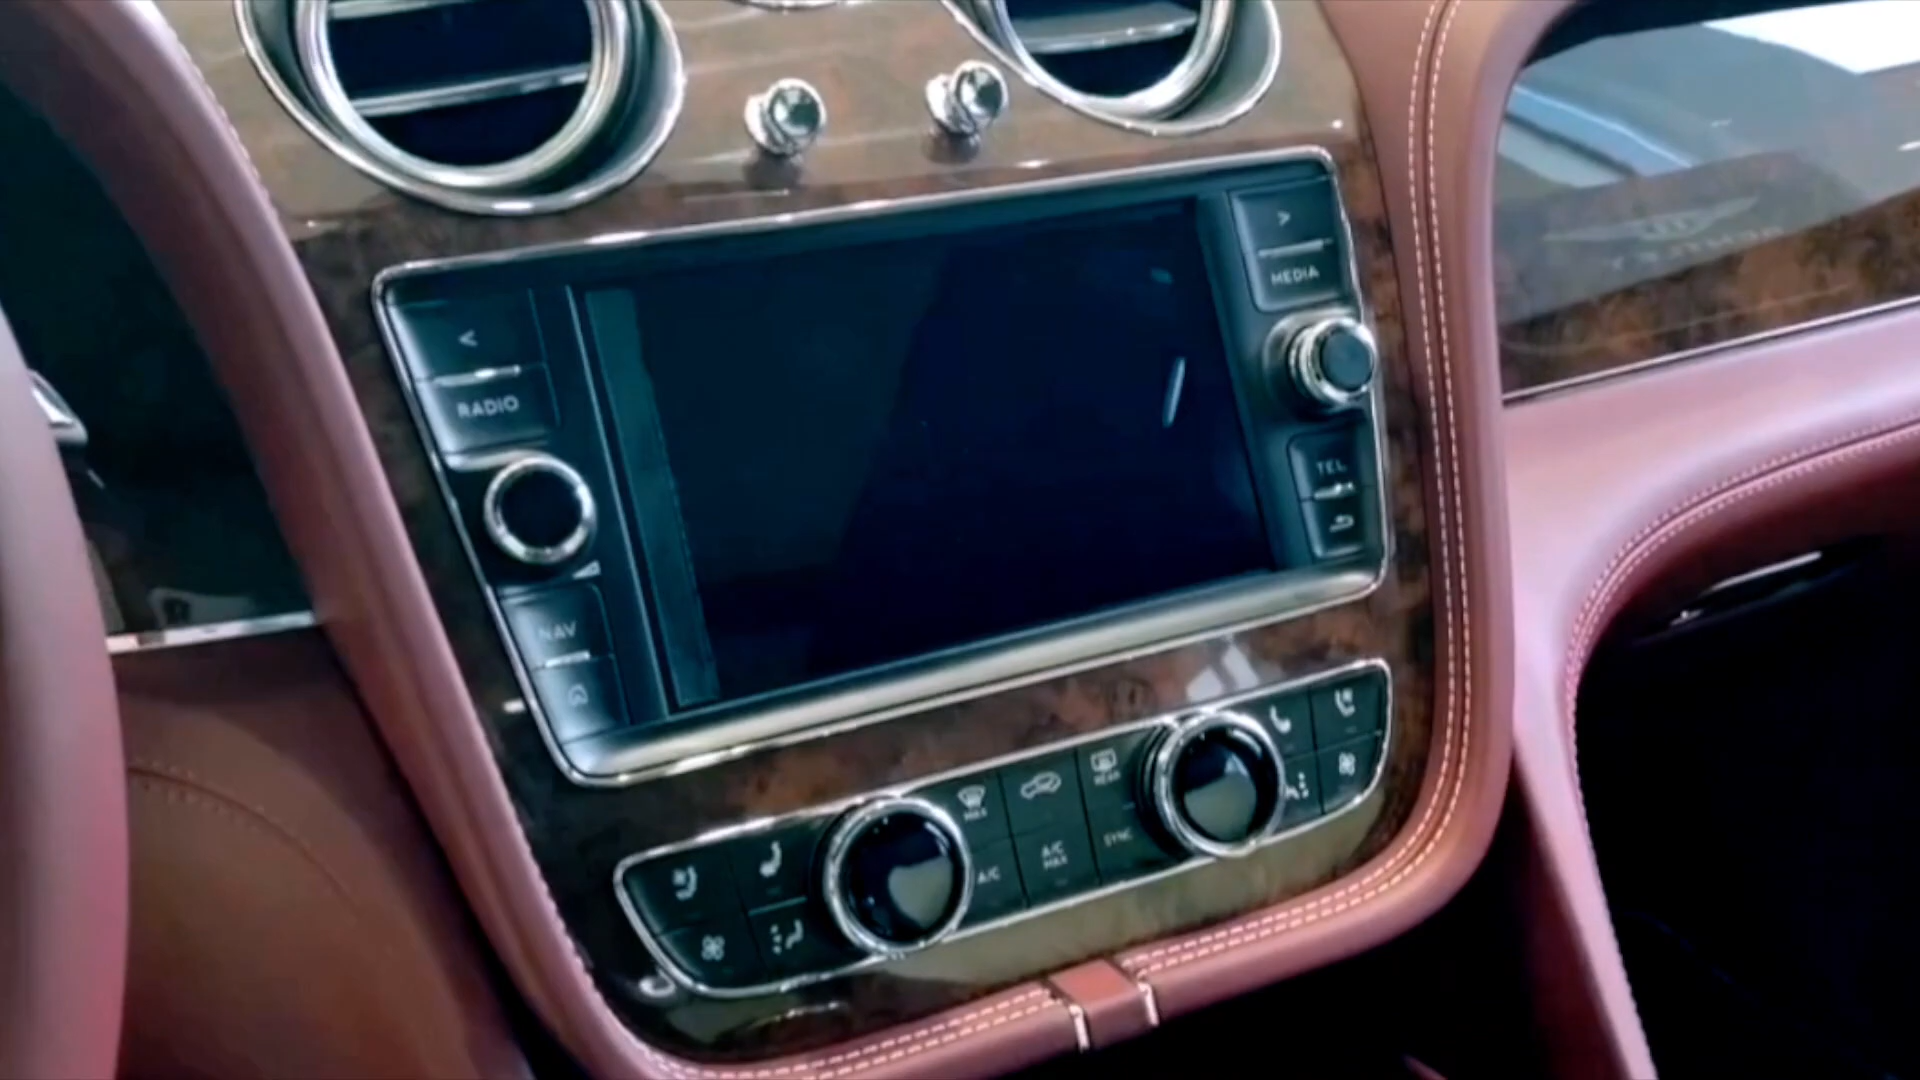 >
MEDIA
<
RADIO
TEL
NAV
MAX
REAR
A/C
A/C
MAX
SYNC